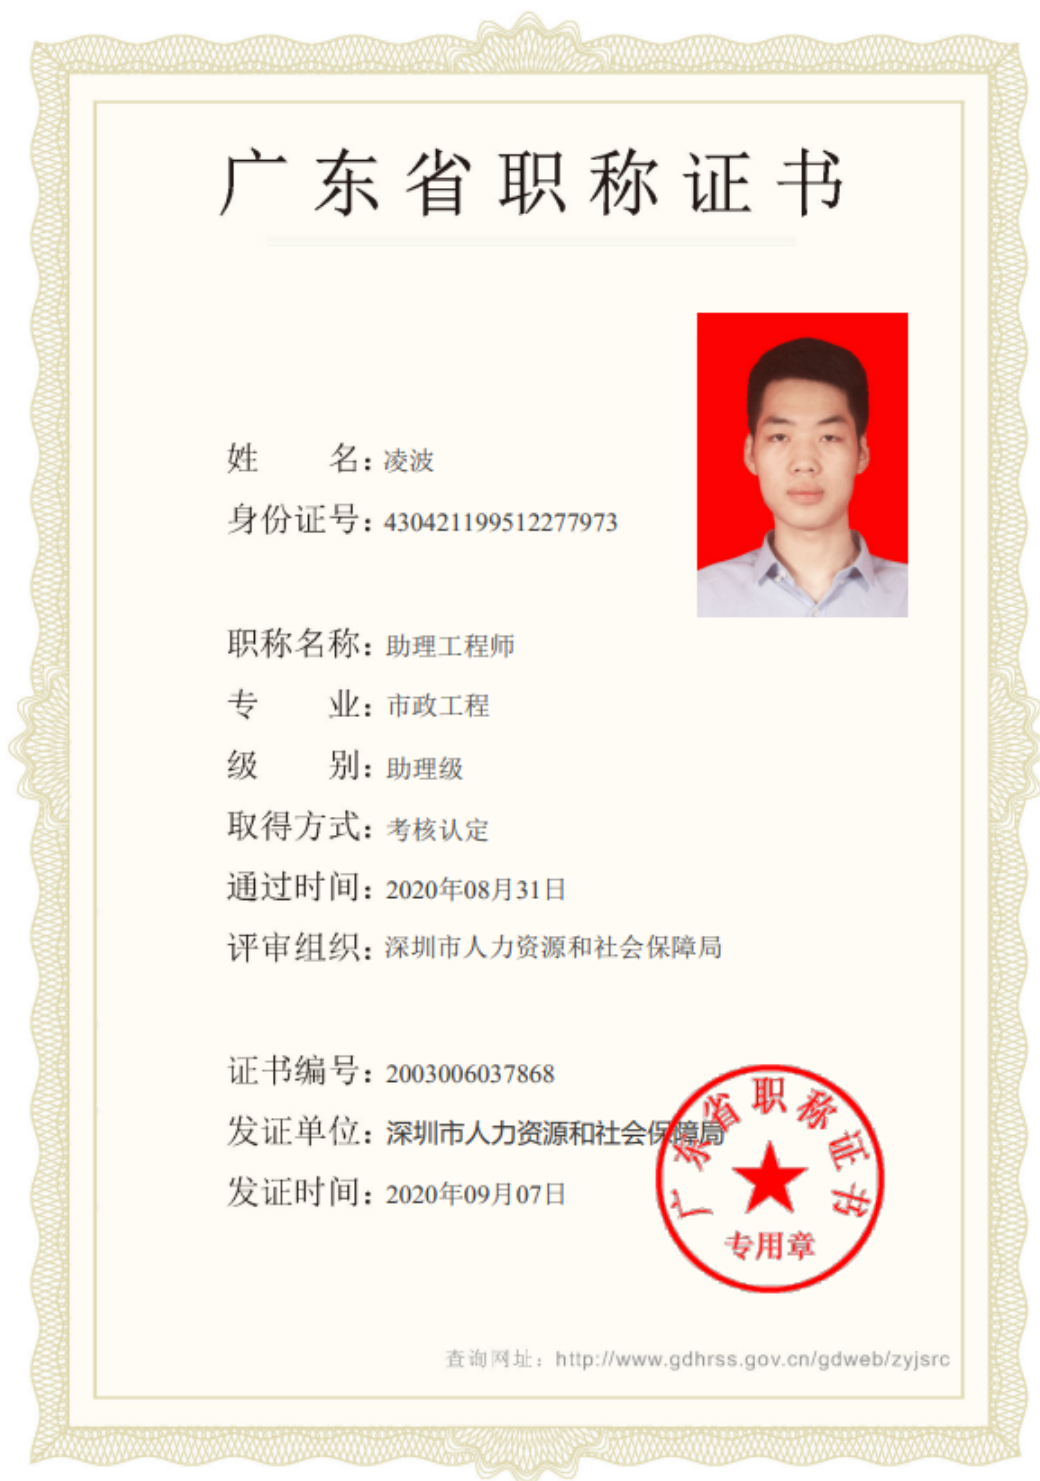 广东省职称证书
姓 名：凌波
身份证号：430421199512277973
职称名称：助理工程师
专 业：市政工程
级 别：助理级
取得方式：考核认定
通过时间：2020年08月31日
评审组织：深圳市人力资源和社会保障局
证书编号：2003006037868
发证单位：深圳市人力资源和社会保障局
发证时间：2020年09月07日
广东省职称证书
专用章
查询网址：http://www.gdhrss.gov.cn/gdweb/zyjsrc